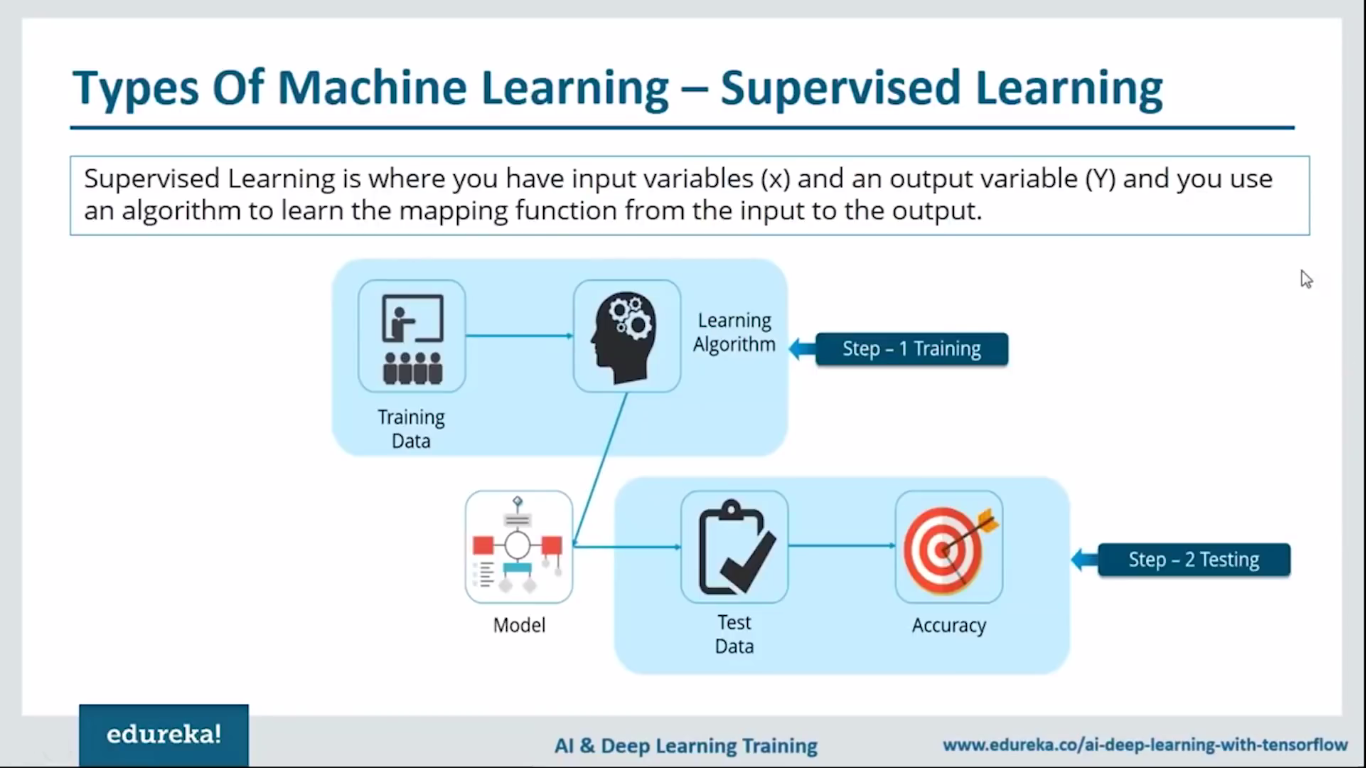 Types Of Machine Learning – Supervised Learning
Supervised Learning is where you have input variables (x) and an output variable (Y) and you use
an algorithm to learn the mapping function from the input to the output.
Learning
Algorithm
Step – 1 Training
Training
Data
Step – 2 Testing
Model
Test
Data
Accuracy
edureka!
AI & Deep Learning Training
www.edureka.co/ai-deep-learning-with-tensorflow